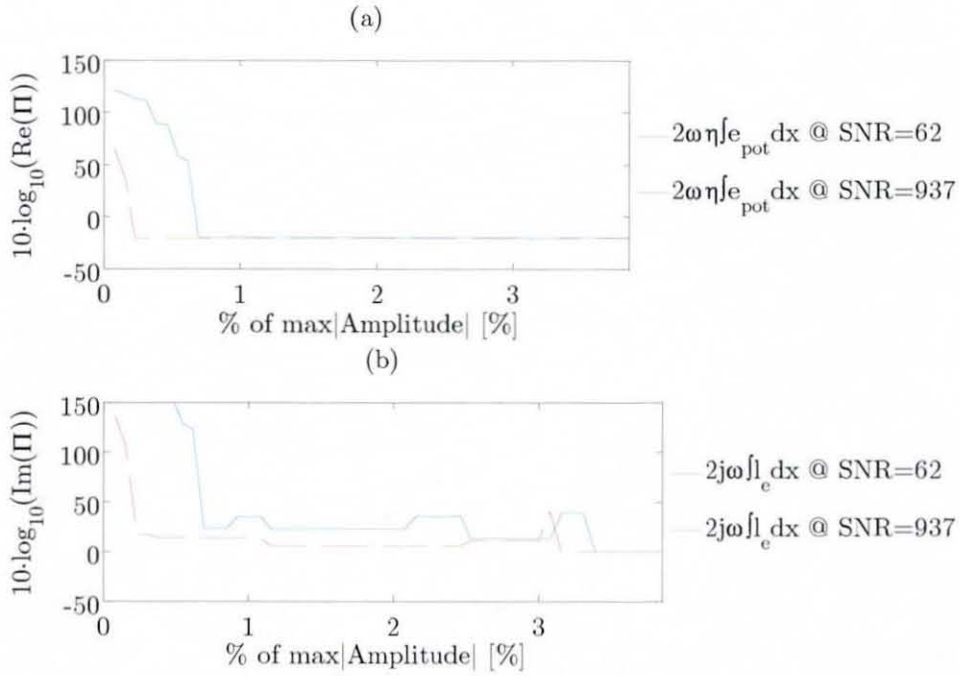 (a)
10·log10(Re(Π))
150
100
50
0
-50
0 1 2 3
% of max|Amplitude| [%]
2ωη∫e_pot dx @ SNR=62
2ωη∫e_pot dx @ SNR=937
(b)
10·log10(Im(Π))
150
100
50
0
-50
0 1 2 3
% of max|Amplitude| [%]
2jω∫l_e dx @ SNR=62
2jω∫l_e dx @ SNR=937